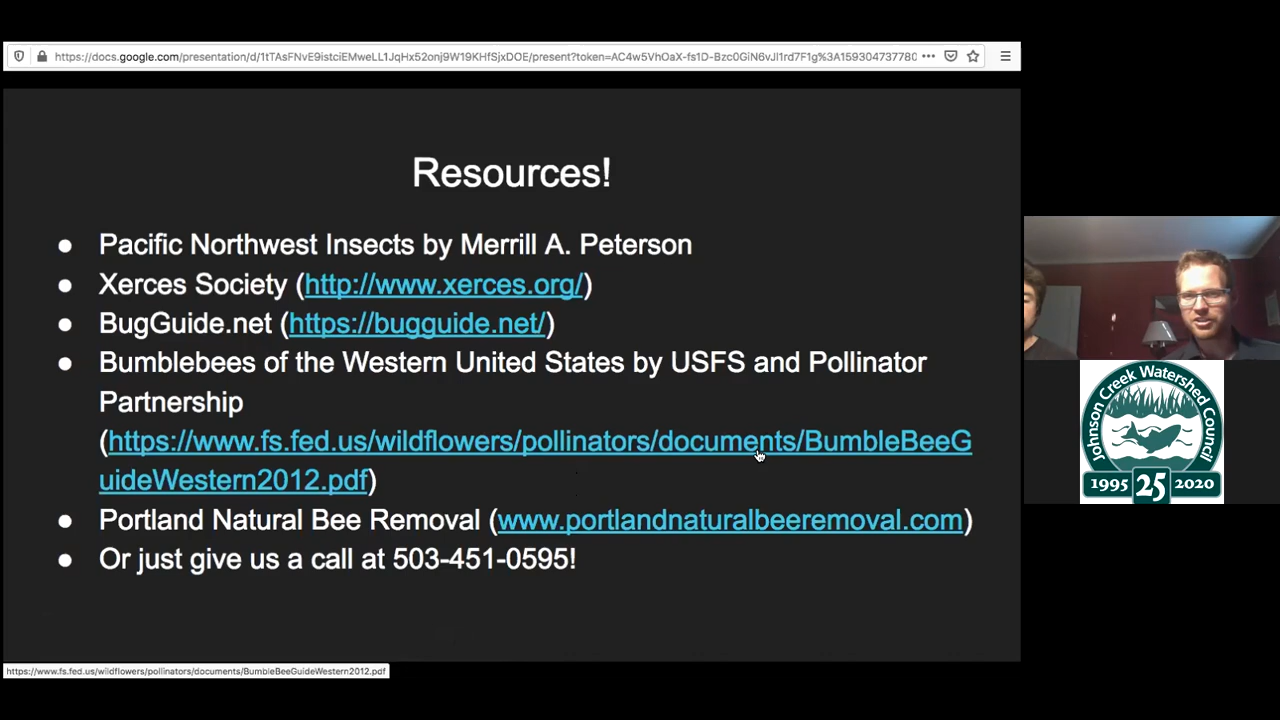 https://docs.google.com/presentation/d/1tTAsFNvE9istciEMweLL1JqHx52onj9W19KHfSjxDOE/present?token=AC4w5VhOaX-fs1D-Bzc0GiN6vJl1rd7F1g%3A1593047377780
Resources!
● Pacific Northwest Insects by Merrill A. Peterson
● Xerces Society (http://www.xerces.org/)
● BugGuide.net (https://bugguide.net/)
● Bumblebees of the Western United States by USFS and Pollinator
Partnership
(https://www.fs.fed.us/wildflowers/pollinators/documents/BumbleBeeG
uideWestern2012.pdf)
● Portland Natural Bee Removal (www.portlandnaturalbeeremoval.com)
● Or just give us a call at 503-451-0595!
https://www.fs.fed.us/wildflowers/pollinators/documents/BumbleBeeGuideWestern2012.pdf
Johnson Creek Watershed Council
1995 25 2020